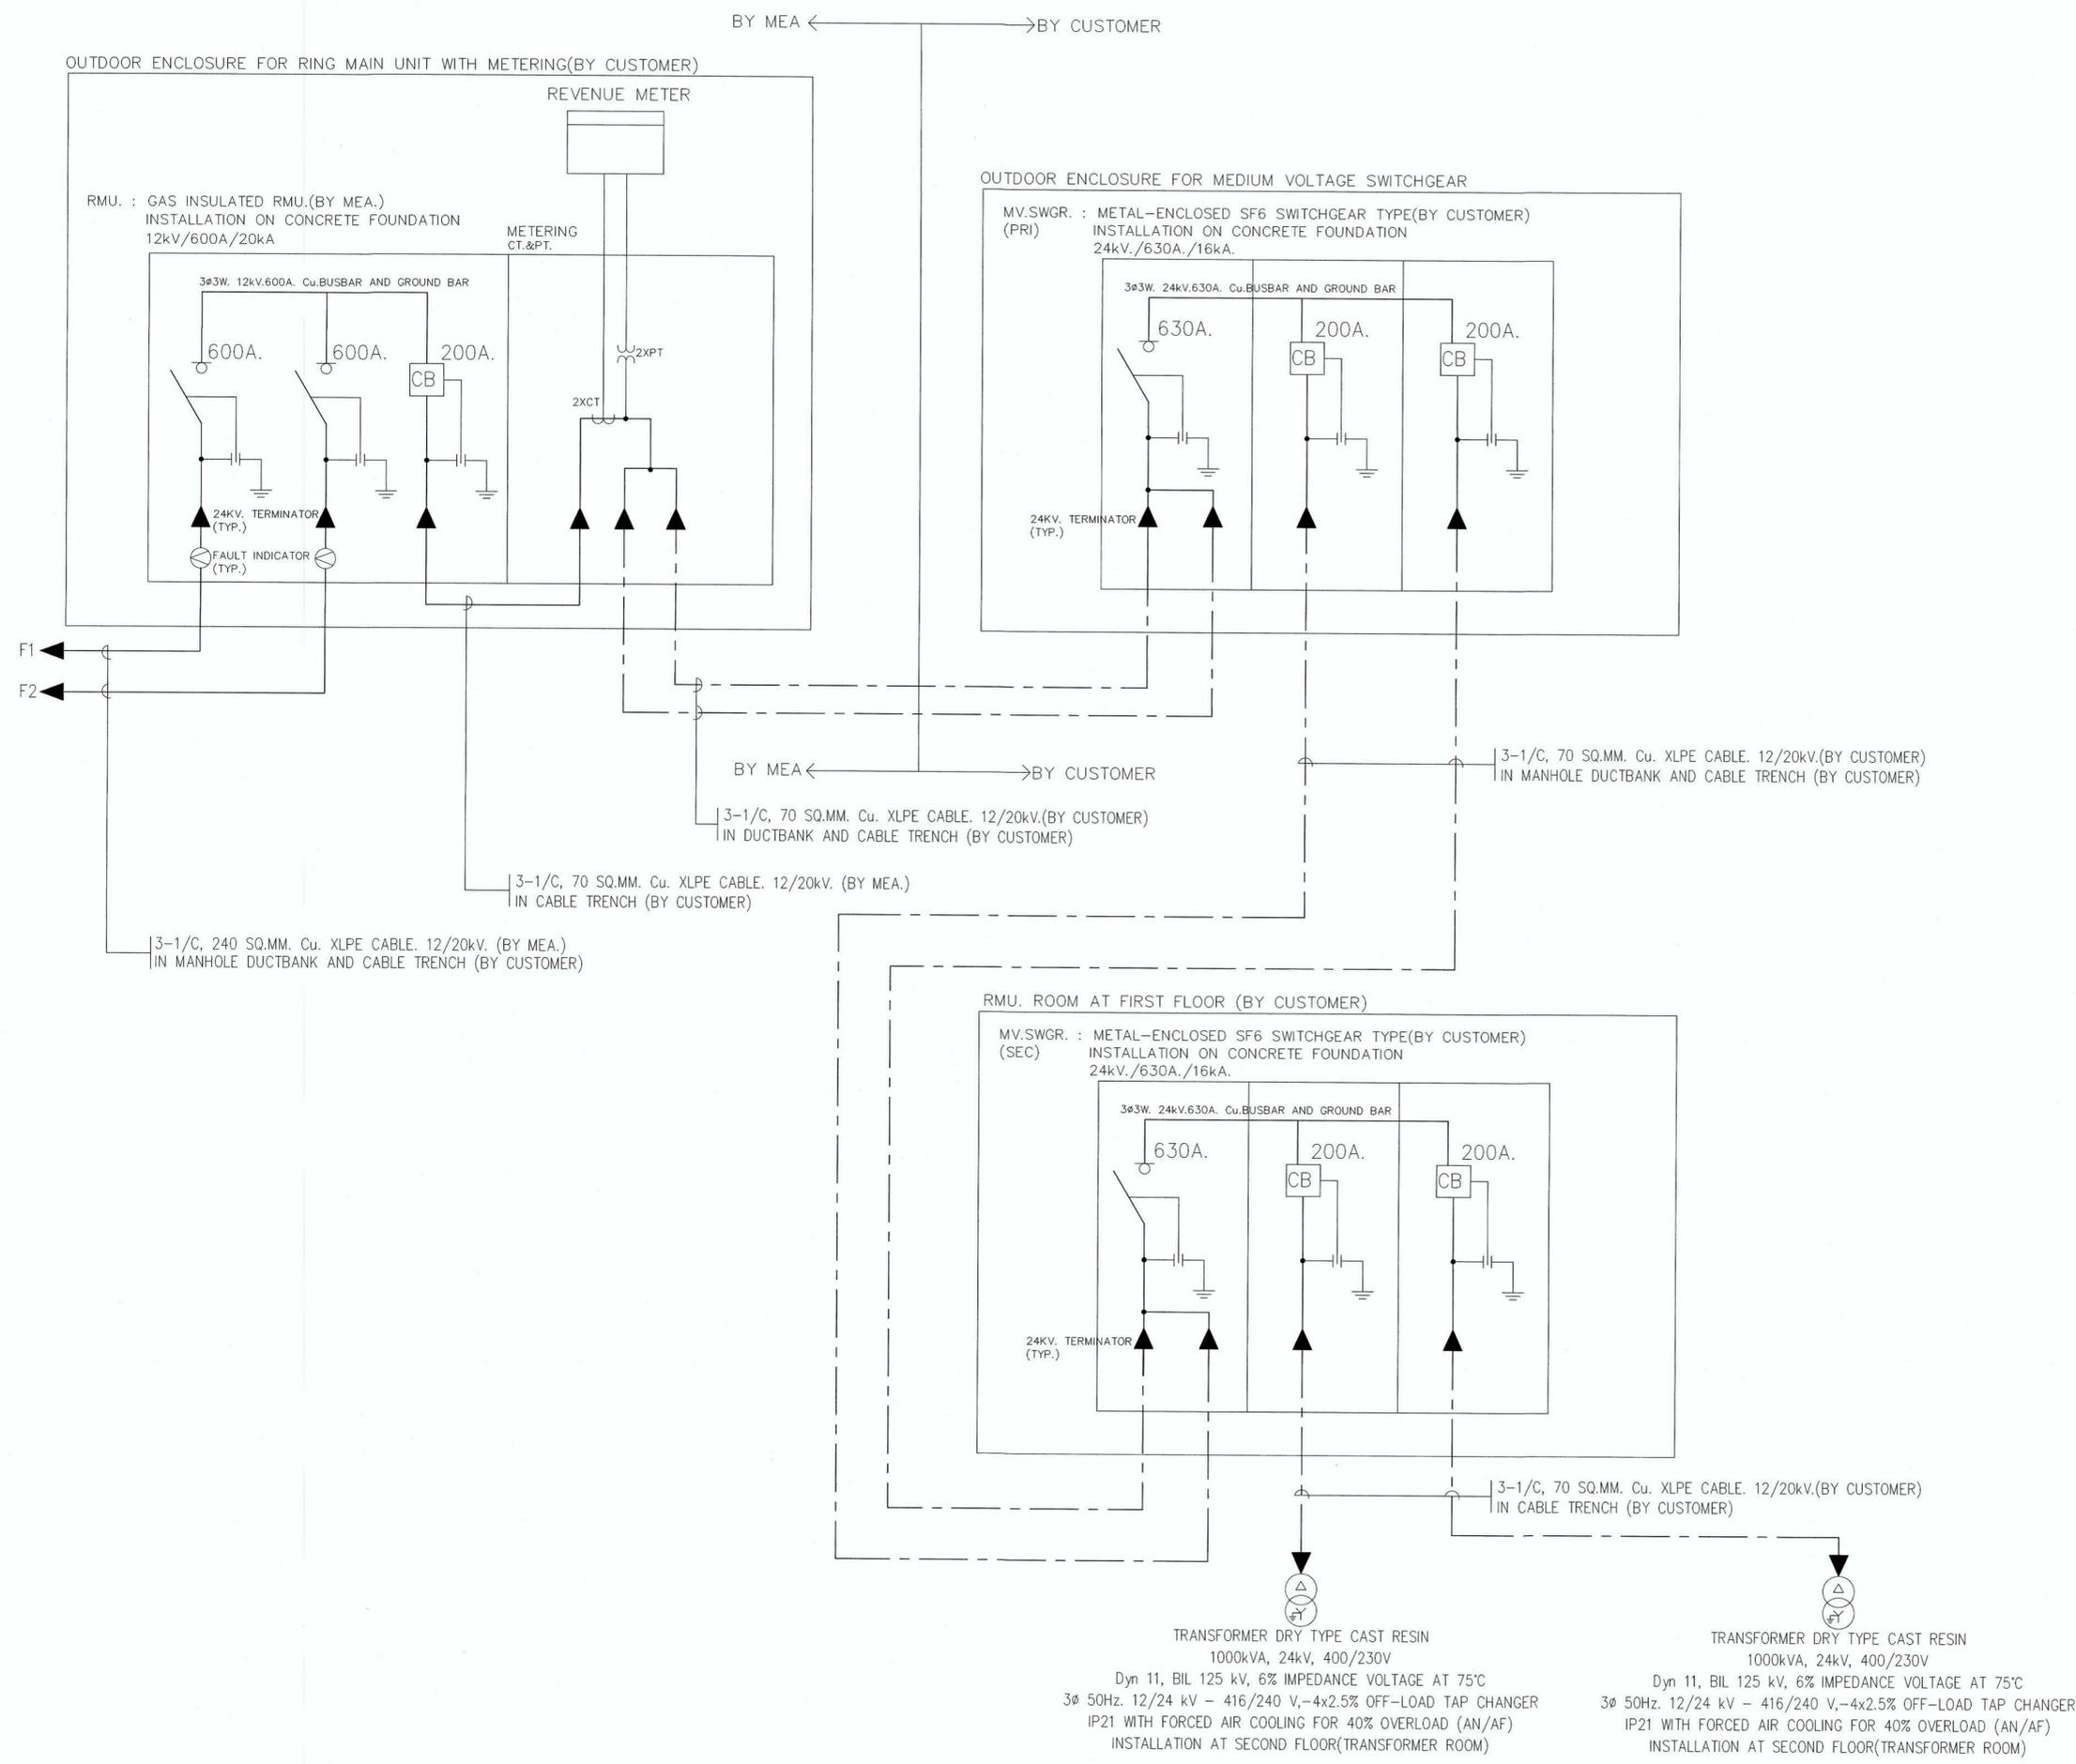 BY MEA
BY CUSTOMER
OUTDOOR ENCLOSURE FOR RING MAIN UNIT WITH METERING(BY CUSTOMER)
REVENUE METER
RMU. : GAS INSULATED RMU.(BY MEA.)
INSTALLATION ON CONCRETE FOUNDATION
12kV/600A/20kA
METERING
CT.&PT.
3ø3W. 12kV.600A. Cu.BUSBAR AND GROUND BAR
600A.
600A.
200A.
CB
2XPT
2XCT
24KV. TERMINATOR
(TYP.)
FAULT INDICATOR
(TYP.)
F1
F2
OUTDOOR ENCLOSURE FOR MEDIUM VOLTAGE SWITCHGEAR
MV.SWGR. : METAL-ENCLOSED SF6 SWITCHGEAR TYPE(BY CUSTOMER)
(PRI) INSTALLATION ON CONCRETE FOUNDATION
24kV./630A./16kA.
3ø3W. 24kV.630A. Cu.BUSBAR AND GROUND BAR
630A.
200A.
200A.
CB
CB
24KV. TERMINATOR
(TYP.)
BY MEA
BY CUSTOMER
3-1/C, 70 SQ.MM. Cu. XLPE CABLE. 12/20kV.(BY CUSTOMER)
IN MANHOLE DUCTBANK AND CABLE TRENCH (BY CUSTOMER)
3-1/C, 70 SQ.MM. Cu. XLPE CABLE. 12/20kV.(BY CUSTOMER)
IN DUCTBANK AND CABLE TRENCH (BY CUSTOMER)
3-1/C, 70 SQ.MM. Cu. XLPE CABLE. 12/20kV. (BY MEA.)
IN CABLE TRENCH (BY CUSTOMER)
3-1/C, 240 SQ.MM. Cu. XLPE CABLE. 12/20kV. (BY MEA.)
IN MANHOLE DUCTBANK AND CABLE TRENCH (BY CUSTOMER)
RMU. ROOM AT FIRST FLOOR (BY CUSTOMER)
MV.SWGR. : METAL-ENCLOSED SF6 SWITCHGEAR TYPE(BY CUSTOMER)
(SEC) INSTALLATION ON CONCRETE FOUNDATION
24kV./630A./16kA.
3ø3W. 24kV.630A. Cu.BUSBAR AND GROUND BAR
630A.
200A.
200A.
CB
CB
24KV. TERMINATOR
(TYP.)
3-1/C, 70 SQ.MM. Cu. XLPE CABLE. 12/20kV.(BY CUSTOMER)
IN CABLE TRENCH (BY CUSTOMER)
Δ
Y
TRANSFORMER DRY TYPE CAST RESIN
1000kVA, 24kV, 400/230V
Dyn 11, BIL 125 kV, 6% IMPEDANCE VOLTAGE AT 75°C
3ø 50Hz. 12/24 kV - 416/240 V,-4x2.5% OFF-LOAD TAP CHANGER
IP21 WITH FORCED AIR COOLING FOR 40% OVERLOAD (AN/AF)
INSTALLATION AT SECOND FLOOR(TRANSFORMER ROOM)
Δ
Y
TRANSFORMER DRY TYPE CAST RESIN
1000kVA, 24kV, 400/230V
Dyn 11, BIL 125 kV, 6% IMPEDANCE VOLTAGE AT 75°C
3ø 50Hz. 12/24 kV - 416/240 V,-4x2.5% OFF-LOAD TAP CHANGER
IP21 WITH FORCED AIR COOLING FOR 40% OVERLOAD (AN/AF)
INSTALLATION AT SECOND FLOOR(TRANSFORMER ROOM)